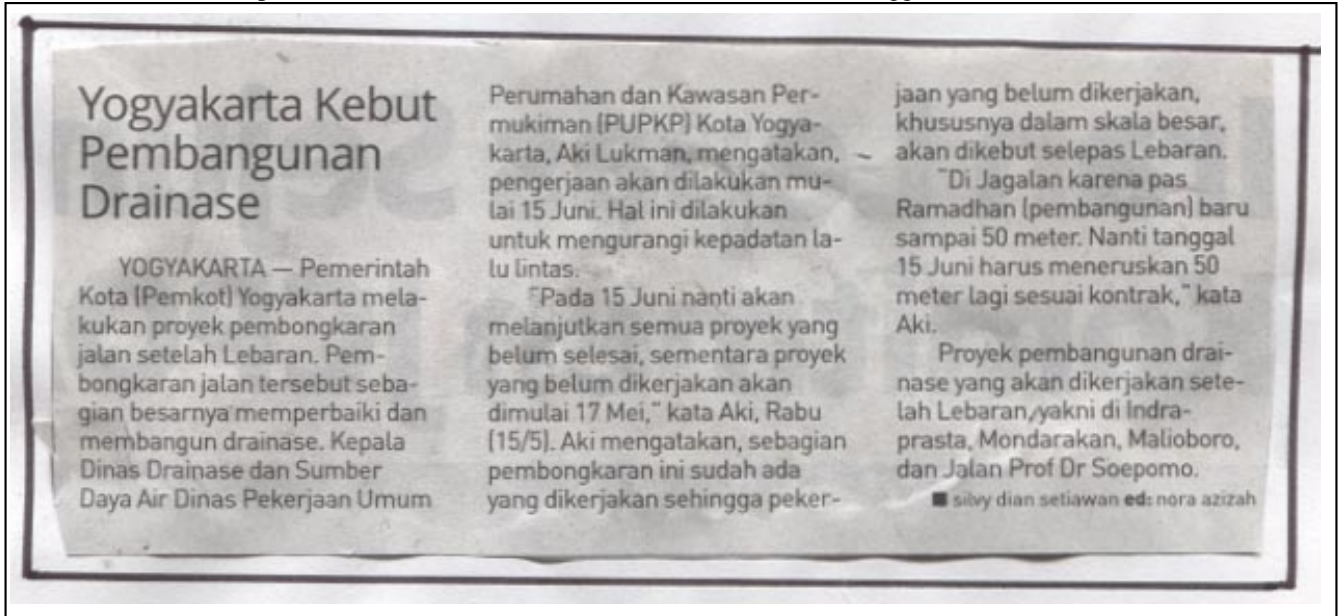 Yogyakarta Kebut
Pembangunan
Drainase
YOGYAKARTA — Pemerintah
Kota (Pemkot) Yogyakarta mela-
kukan proyek pembongkaran
jalan setelah Lebaran. Pem-
bongkaran jalan tersebut seba-
gian besarnya memperbaiki dan
membangun drainase. Kepala
Dinas Drainase dan Sumber
Daya Air Dinas Pekerjaan Umum
Perumahan dan Kawasan Per-
mukiman (PUPKP) Kota Yogya-
karta, Aki Lukman, mengatakan,
pengerjaan akan dilakukan mu-
lai 15 Juni. Hal ini dilakukan
untuk mengurangi kepadatan la-
lu lintas.
"Pada 15 Juni nanti akan
melanjutkan semua proyek yang
belum selesai, sementara proyek
yang belum dikerjakan akan
dimulai 17 Mei," kata Aki, Rabu
(15/5). Aki mengatakan, sebagian
pembongkaran ini sudah ada
yang dikerjakan sehingga peker-
jaan yang belum dikerjakan,
khususnya dalam skala besar,
akan dikebut selepas Lebaran.
"Di Jagalan karena pas
Ramadhan (pembangunan) baru
sampai 50 meter. Nanti tanggal
15 Juni harus meneruskan 50
meter lagi sesuai kontrak," kata
Aki.
Proyek pembangunan drai-
nase yang akan dikerjakan sete-
lah Lebaran, yakni di Indra-
prasta, Mondarakan, Malioboro,
dan Jalan Prof Dr Soepomo.
■ silvy dian setiawan ed: nora azizah